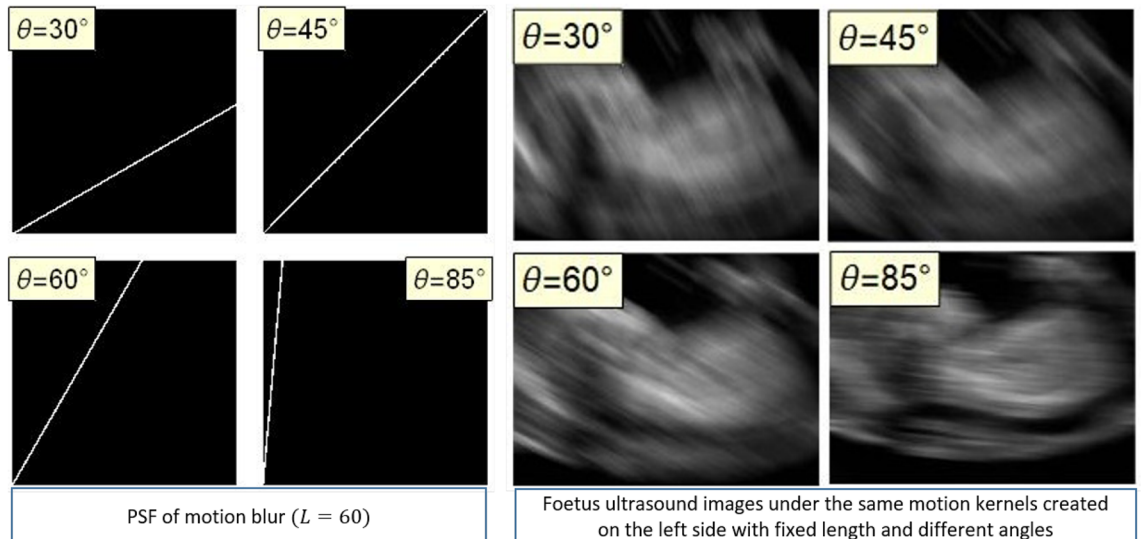 θ=30°
θ=45°
θ=30°
θ=45°
θ=60°
θ=85°
θ=60°
θ=85°
PSF of motion blur (L = 60)
Foetus ultrasound images under the same motion kernels created
on the left side with fixed length and different angles